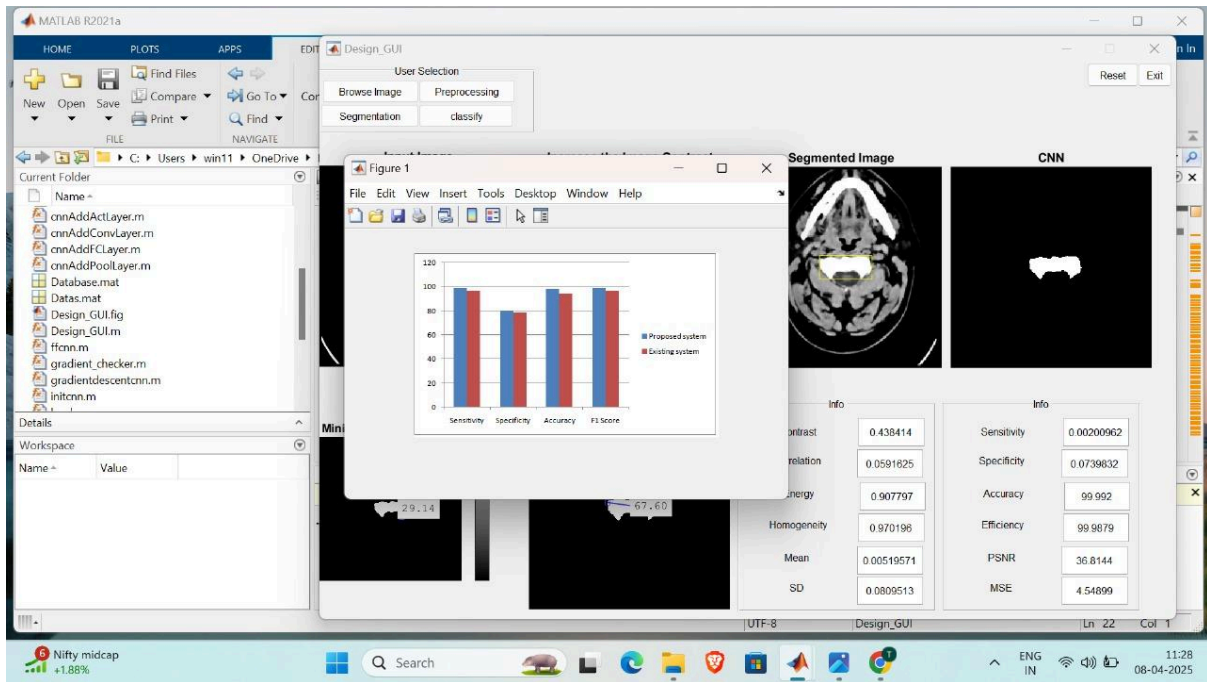 MATLAB R2021a
HOME PLOTS APPS EDIT
Find Files
Compare
Print
New Open Save
FILE
Go To
Find
NAVIGATE
Design_GUI
User Selection
Browse Image Preprocessing
Segmentation classify
Reset Exit
n In
C: Users win11 OneDrive
Current Folder
Name
cnnAddActLayer.m
cnnAddConvLayer.m
cnnAddFCLayer.m
cnnAddPoolLayer.m
Database.mat
Datas.mat
Design_GUI.fig
Design_GUI.m
ffcnn.m
gradient_checker.m
gradientdescentcnn.m
initcnn.m
Details
Workspace
Name Value
Figure 1
File Edit View Insert Tools Desktop Window Help
120
100
80
60
40
20
0
Sensitivity Specificity Accuracy F1 Score
Proposed system
Existing system
Segmented Image CNN
Mini
29.14
67.60
Info
ontrast 0.438414
relation 0.0591625
nergy 0.907797
Homogeneity 0.970196
Mean 0.00519571
SD 0.0809513
Info
Sensitivity 0.00200962
Specificity 0.0739832
Accuracy 99.992
Efficiency 99.9879
PSNR 36.8144
MSE 4.54899
UTF-8 Design_GUI Ln 22 Col 1
6
Nifty midcap
+1.88%
Search
T
ENG
IN
11:28
08-04-2025